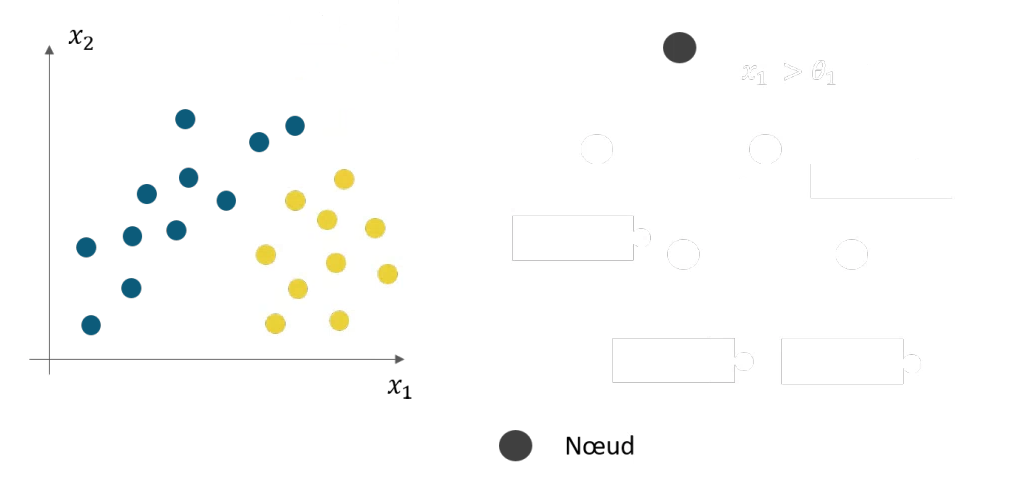 x₂
x₁ > θ₁
x₁
Nœud